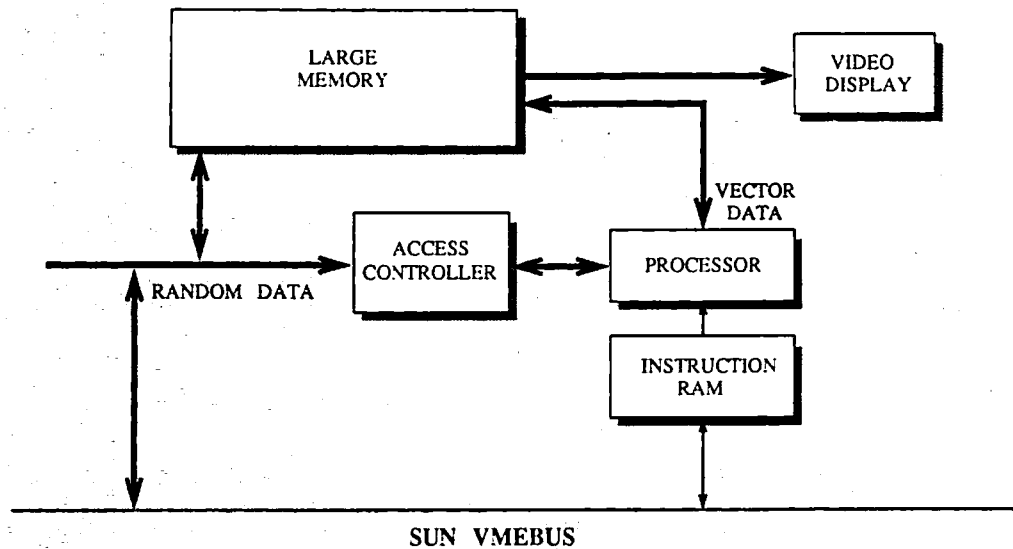 LARGE
MEMORY
VIDEO
DISPLAY
VECTOR
DATA
ACCESS
CONTROLLER
PROCESSOR
RANDOM DATA
INSTRUCTION
RAM
SUN VMEBUS